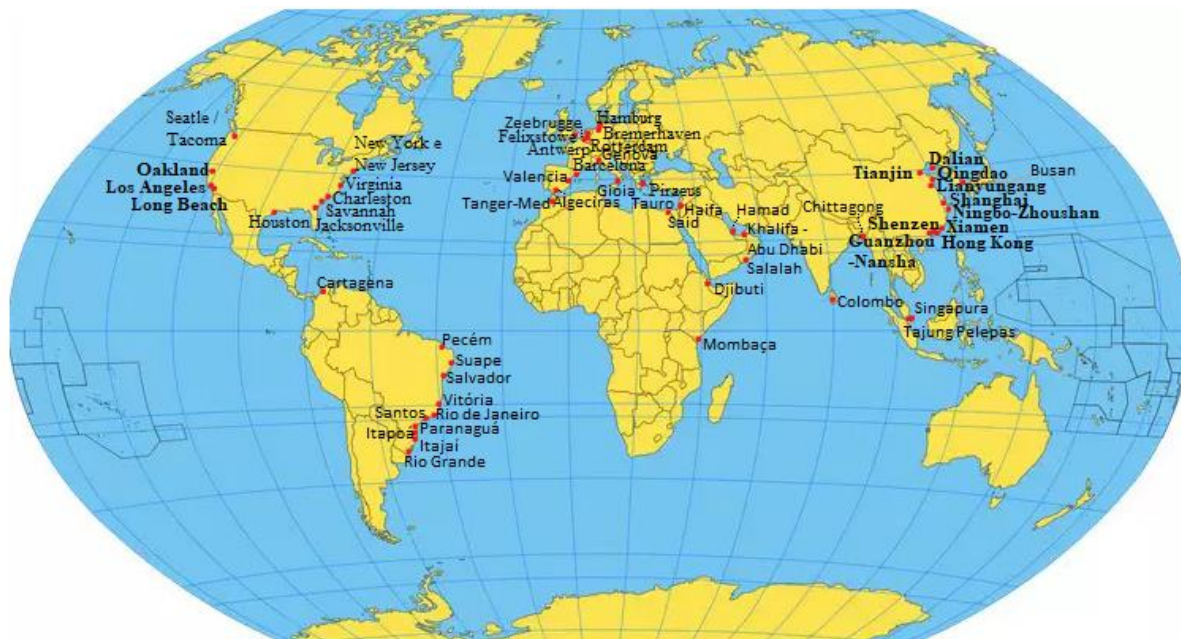 Seatle /
Tacoma
Oakland
Los Angeles
Long Beach
New York e
New Jersey
Virgínia
Charleston
Savannah
Jacksonville
Houston
Cartagena
Pecém
Suape
Salvador
Vitória
Rio de Janeiro
Santos
Paranaguá
Itapoá
Itajaí
Rio Grande
Hamburg
Zeebrugge
Bremerhaven
Felixstowe
Rotterdam
Antwerp
Genova
Barcelona
Valencia
Gioia
Tauro
Piraeus
Tanger-Med
Algeciras
Haifa
Said
Hamad
Khalifa -
Abu Dhabi
Salalah
Djibuti
Mombaça
Chittagong
Colombo
Singapura
Tajung Pelepas
Dalian
Tianjin
Qingdao
Busan
Lianyungang
Shanghai
Ningbo-Zhoushan
Shenzen
Xiamen
Guanzhou
-Nansha
Hong Kong